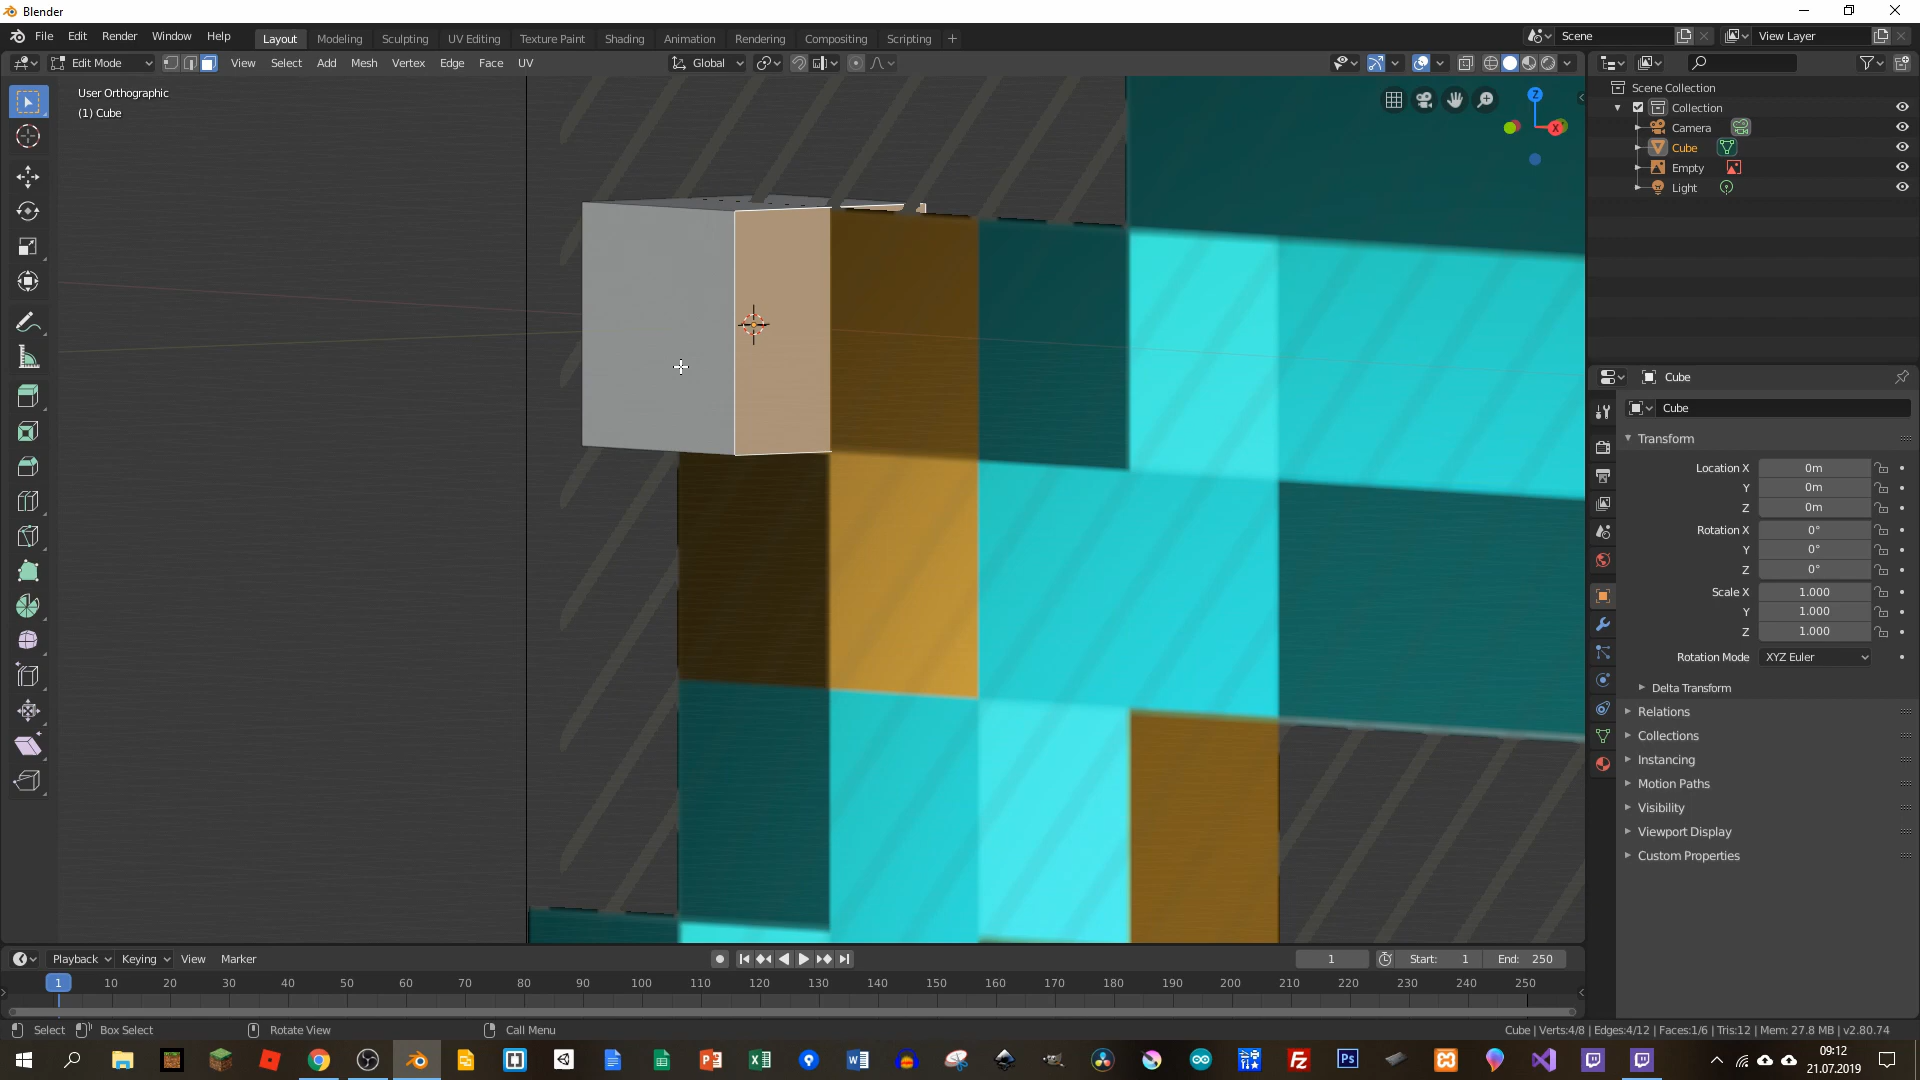 Blender
File Edit Render Window Help
Layout Modeling Sculpting UV Editing Texture Paint Shading Animation Rendering Compositing Scripting +
Scene
View Layer
Edit Mode View Select Add Mesh Vertex Edge Face UV
Global
User Orthographic
(1) Cube
Z
X
Scene Collection
Collection
Camera
Cube
Empty
Light
Cube
Cube
Transform
Location X 0m
Y 0m
Z 0m
Rotation X 0°
Y 0°
Z 0°
Scale X 1.000
Y 1.000
Z 1.000
Rotation Mode XYZ Euler
Delta Transform
Relations
Collections
Instancing
Motion Paths
Visibility
Viewport Display
Custom Properties
Playback Keying View Marker
1 Start: 1 End: 250
1 10 20 30 40 50 60 70 80 90 100 110 120 130 140 150 160 170 180 190 200 210 220 230 240 250
Select Box Select Rotate View Call Menu
Cube | Verts:4/8 | Edges:4/12 | Faces:1/6 | Tris:12 | Mem: 27.8 MB | v2.80.74
09:12
21.07.2019